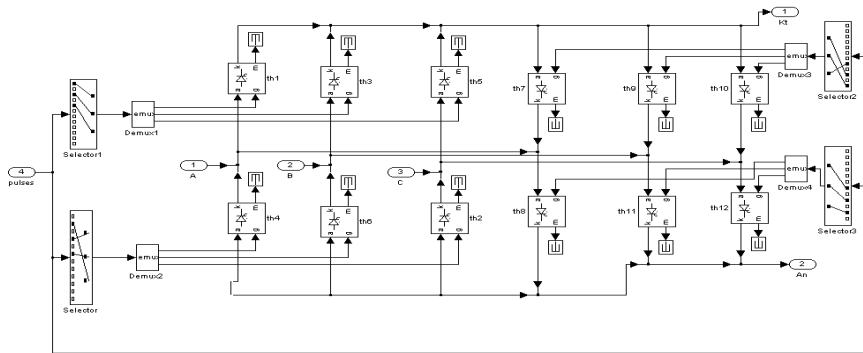 1
Kt
k
m
a
g
th1
k
m
a
g
th3
k
m
a
g
th5
a
g
k
m
th7
a
g
k
m
th9
a
g
k
m
th10
emu
Demux3
Selector2
emu
Demux1
Selector1
4
pulses
1
A
2
B
3
C
k
m
a
g
th4
k
m
a
g
th6
k
m
a
g
th2
a
g
k
m
th8
a
g
k
m
th11
a
g
k
m
th12
emu
Demux4
Selector3
emu
Demux2
Selector
2
An